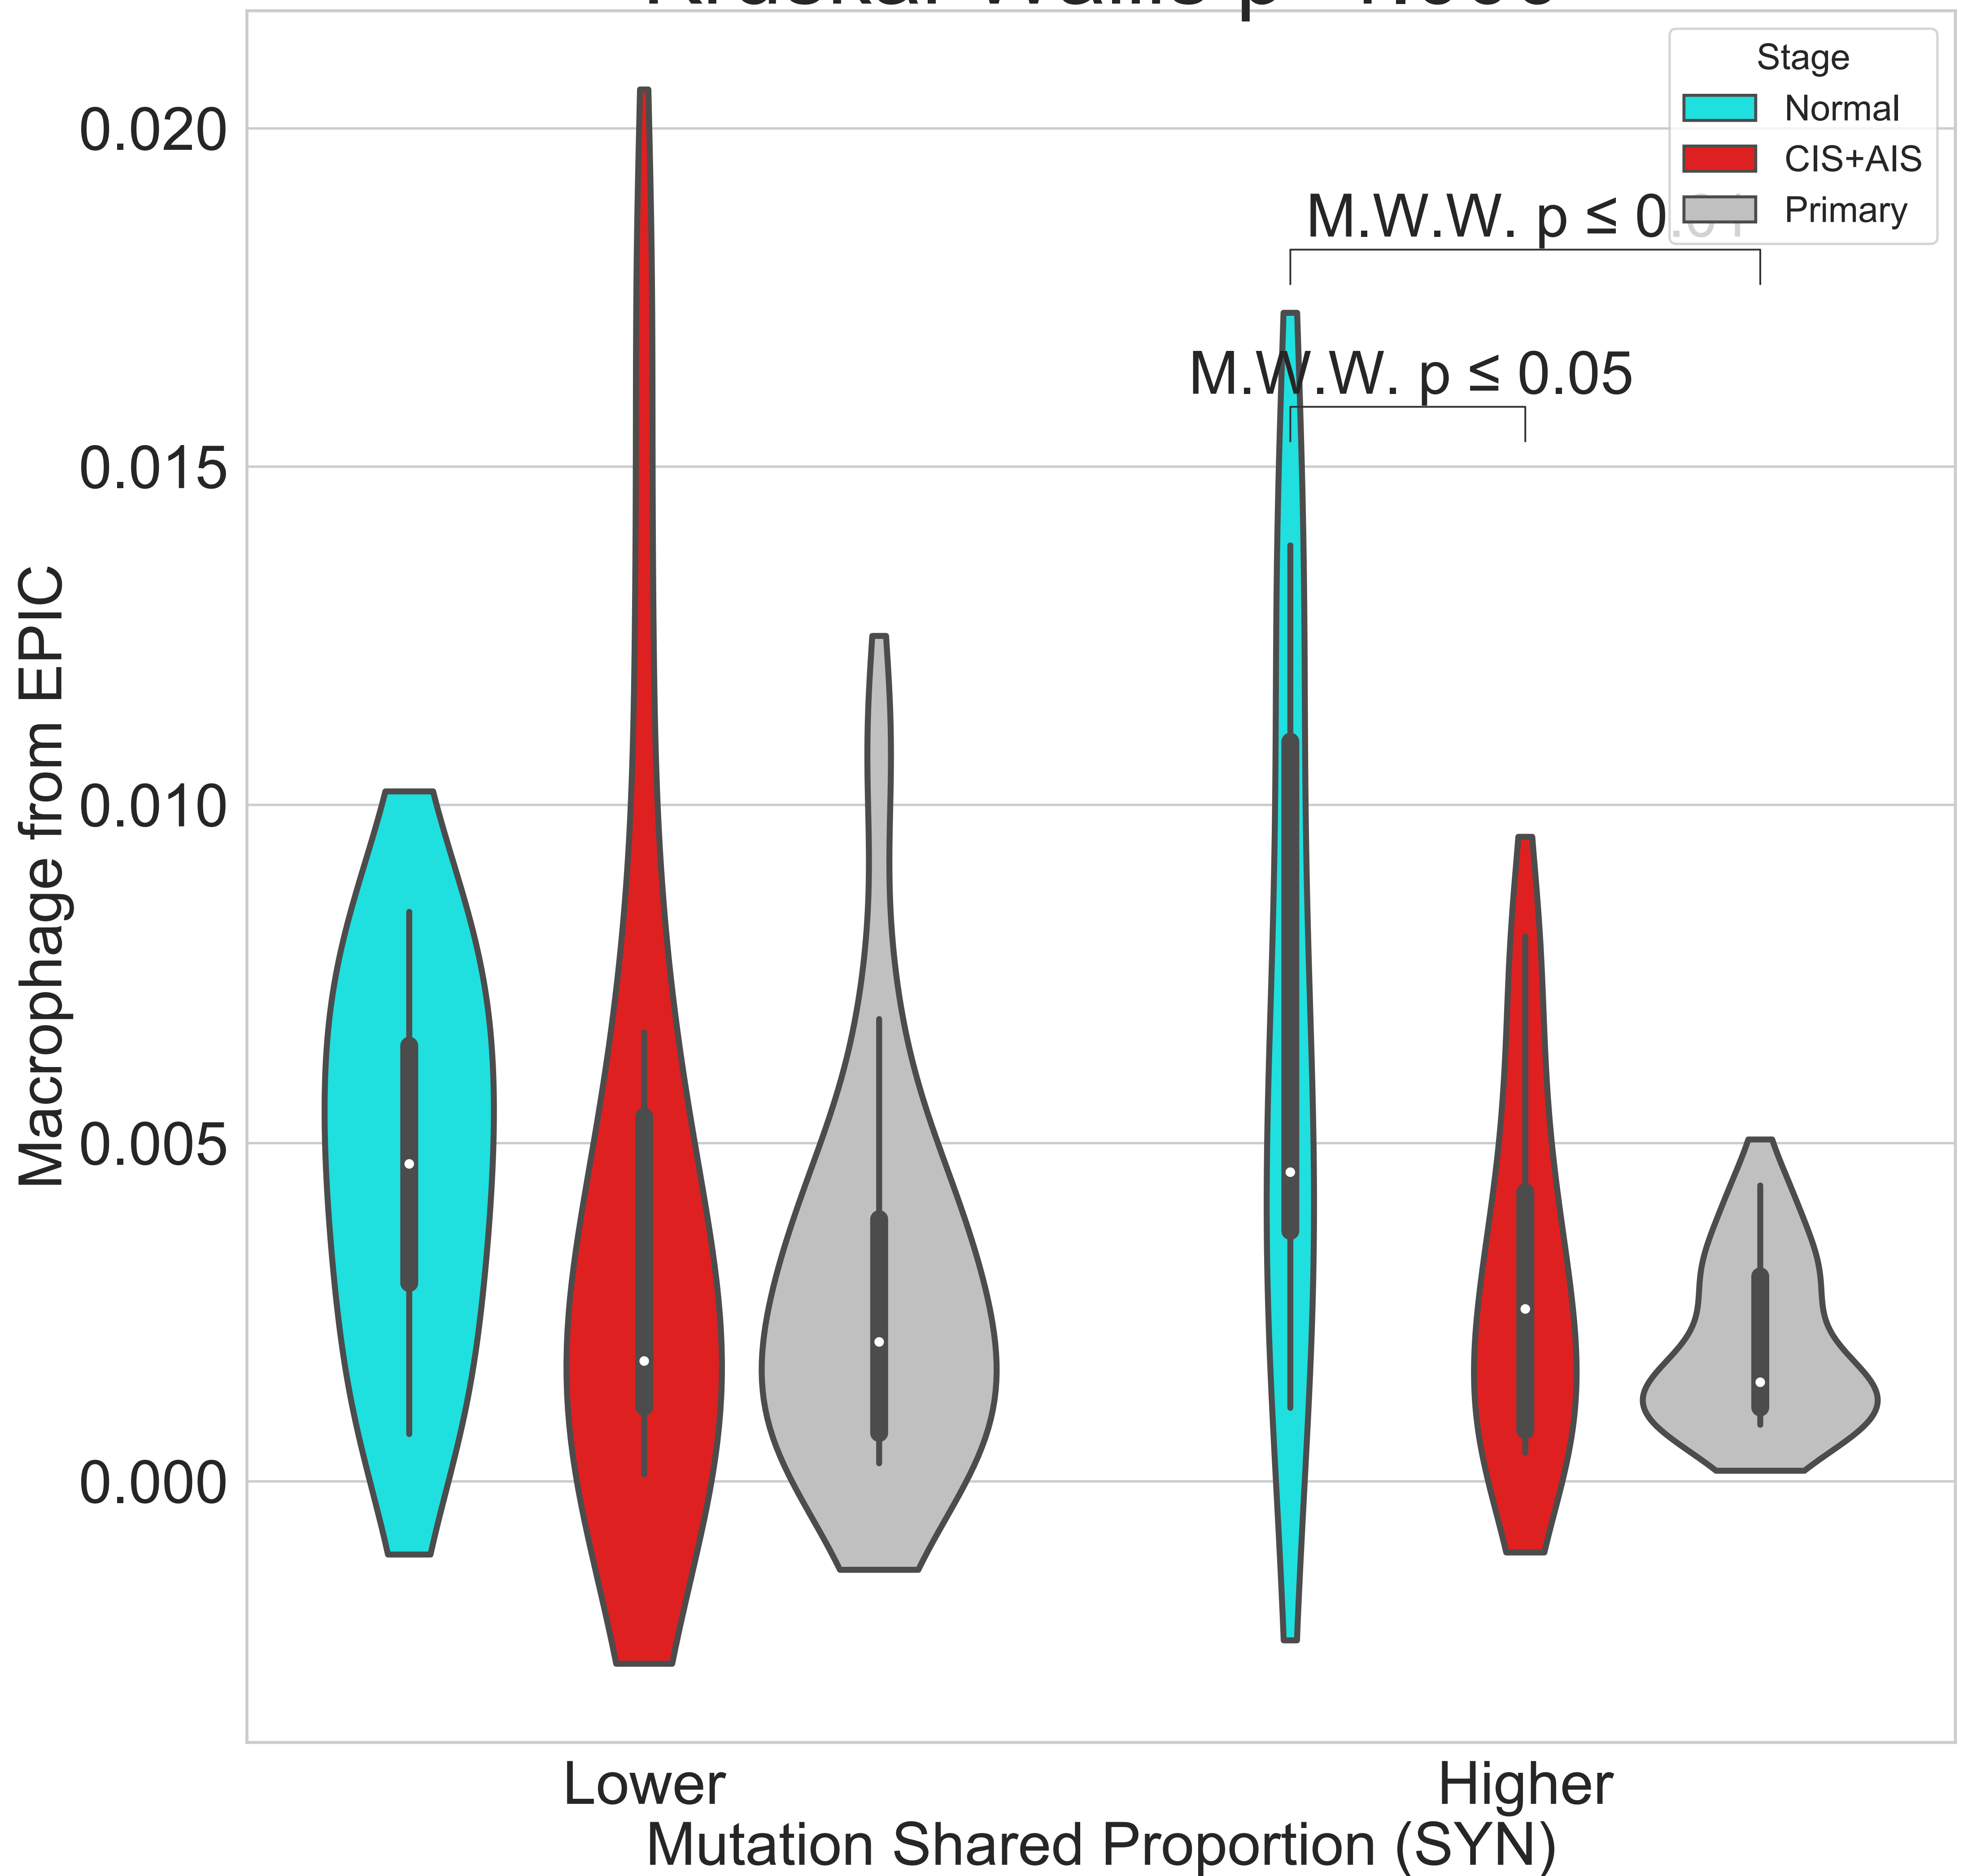 Stage
Normal
CIS+AIS
Primary
M.W.W. p ≤ 0.01
M.W.W. p ≤ 0.05
0.020
0.015
0.010
0.005
0.000
Macrophage from EPIC
Lower
Higher
Mutation Shared Proportion (SYN)